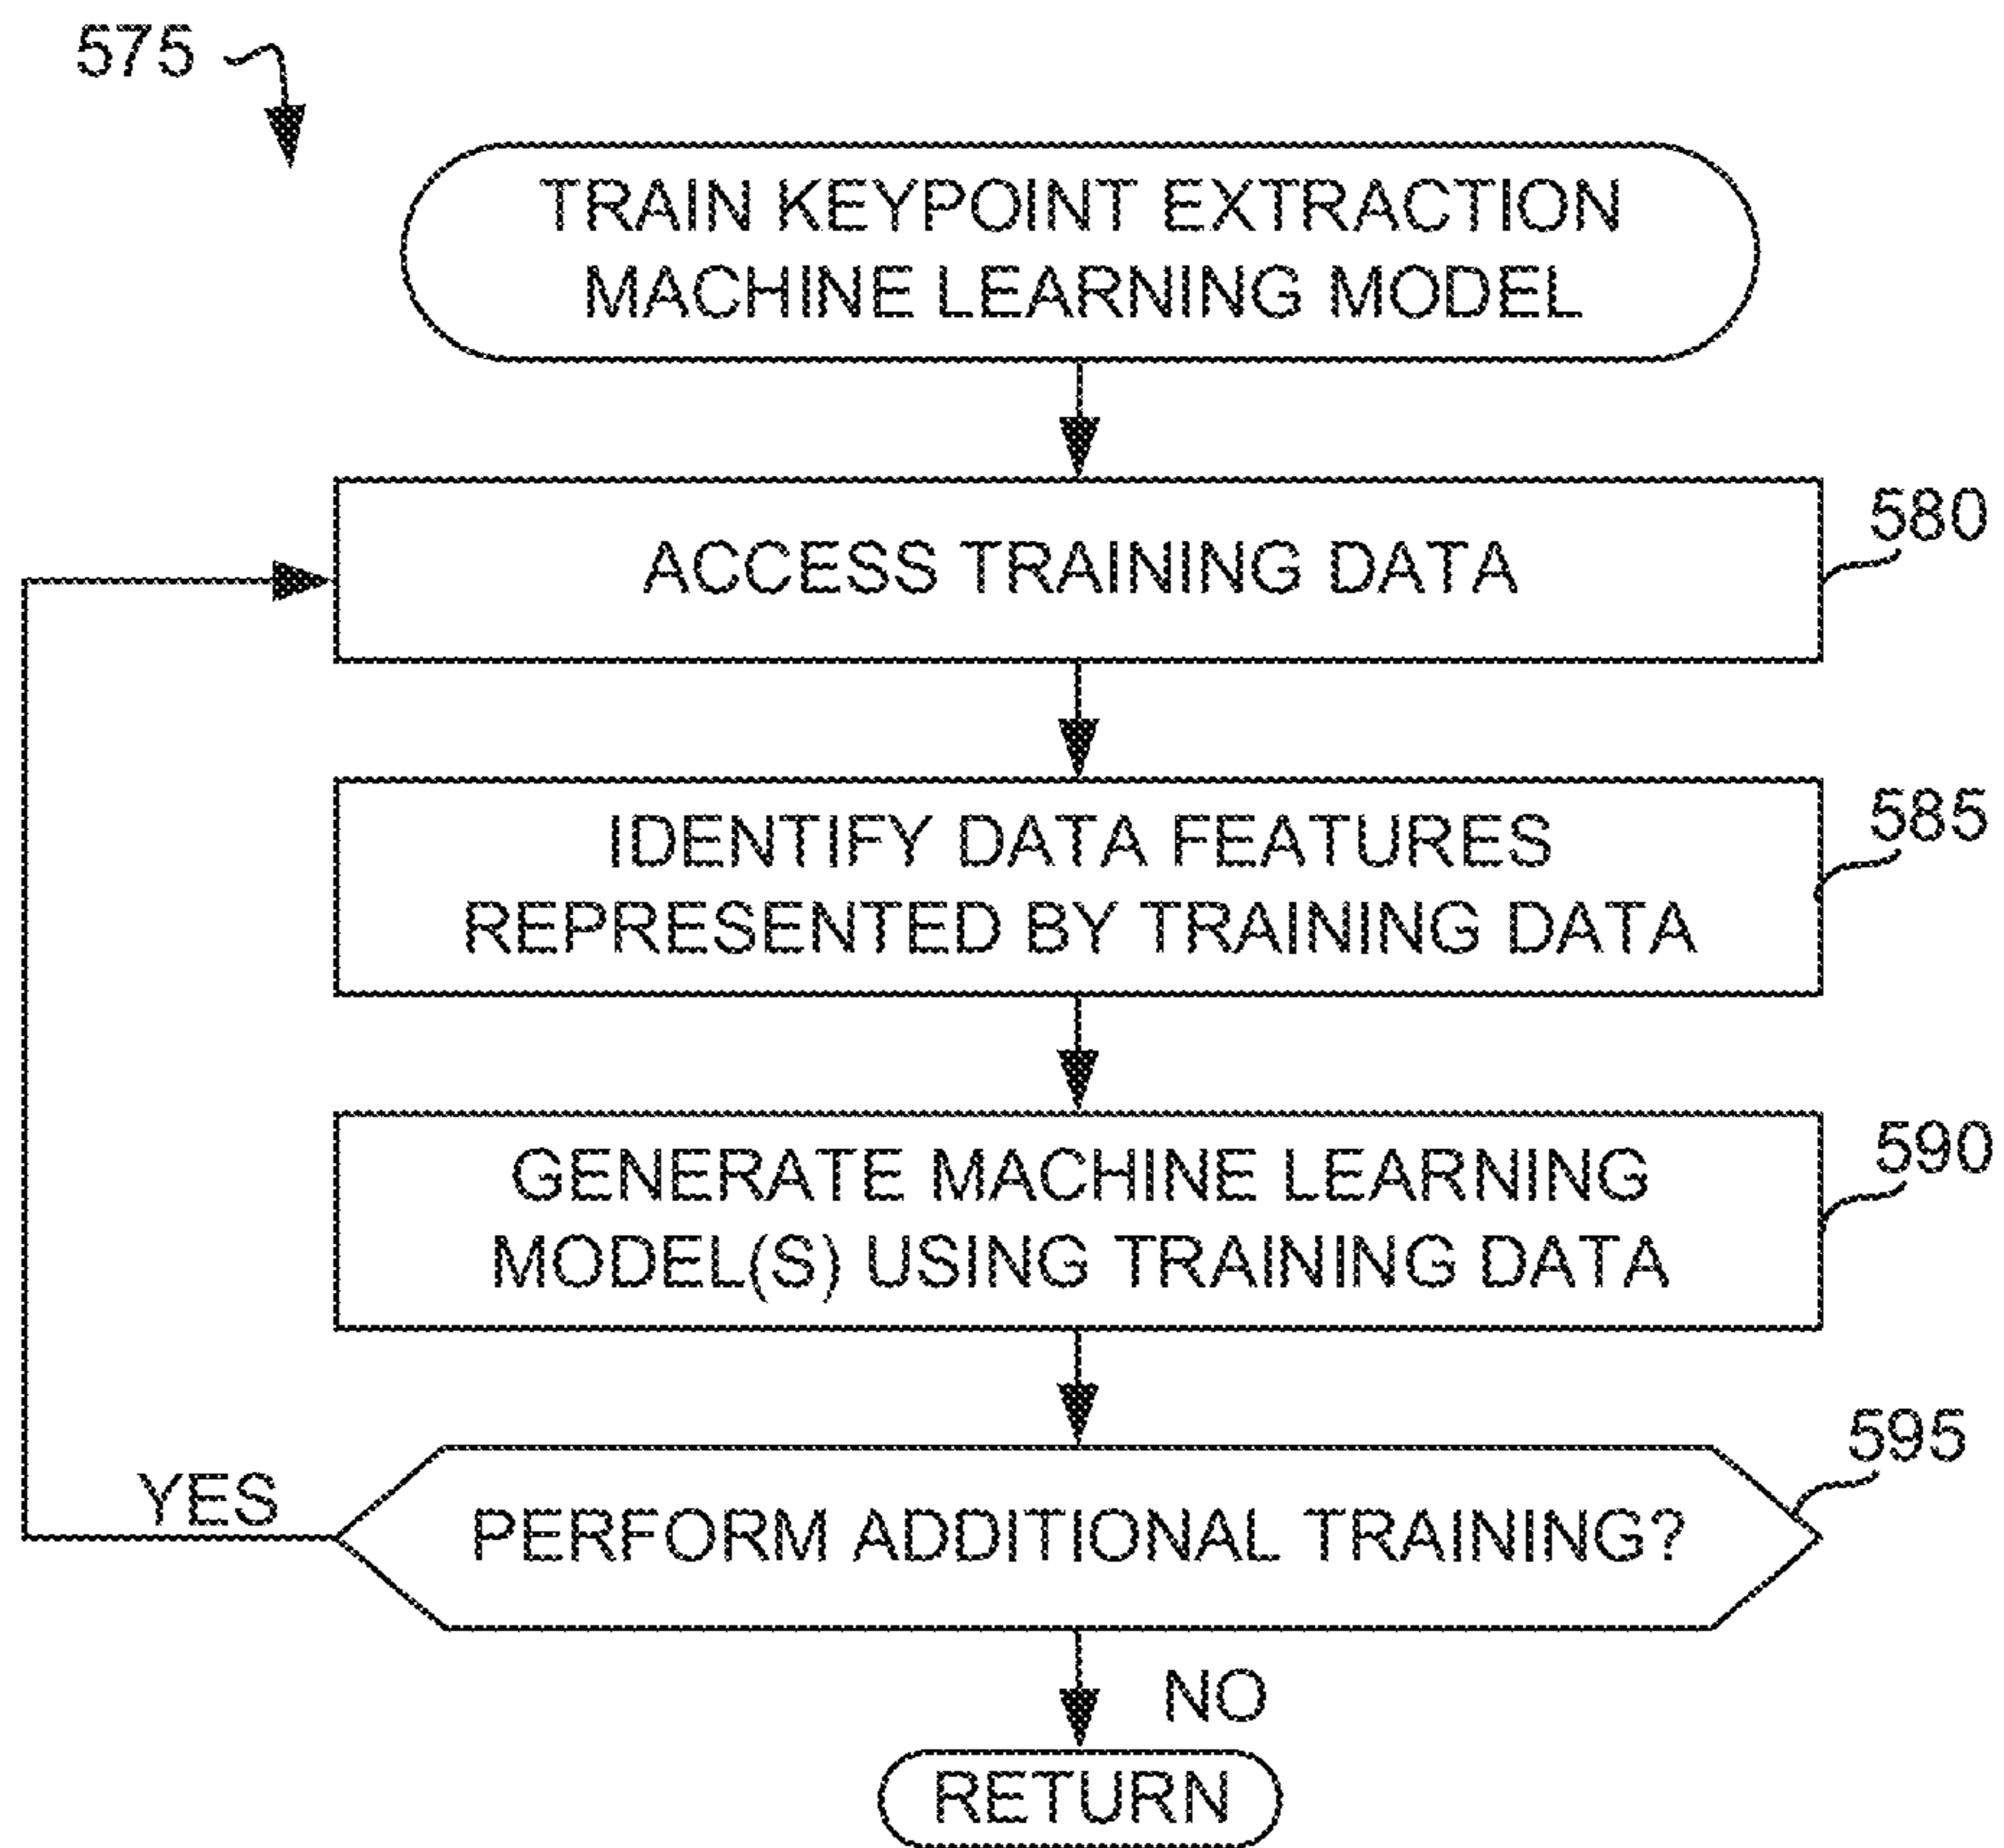 575
TRAIN KEYPOINT EXTRACTION
MACHINE LEARNING MODEL
580
ACCESS TRAINING DATA
585
IDENTIFY DATA FEATURES
REPRESENTED BY TRAINING DATA
590
GENERATE MACHINE LEARNING
MODEL(S) USING TRAINING DATA
595
YES
PERFORM ADDITIONAL TRAINING?
NO
RETURN